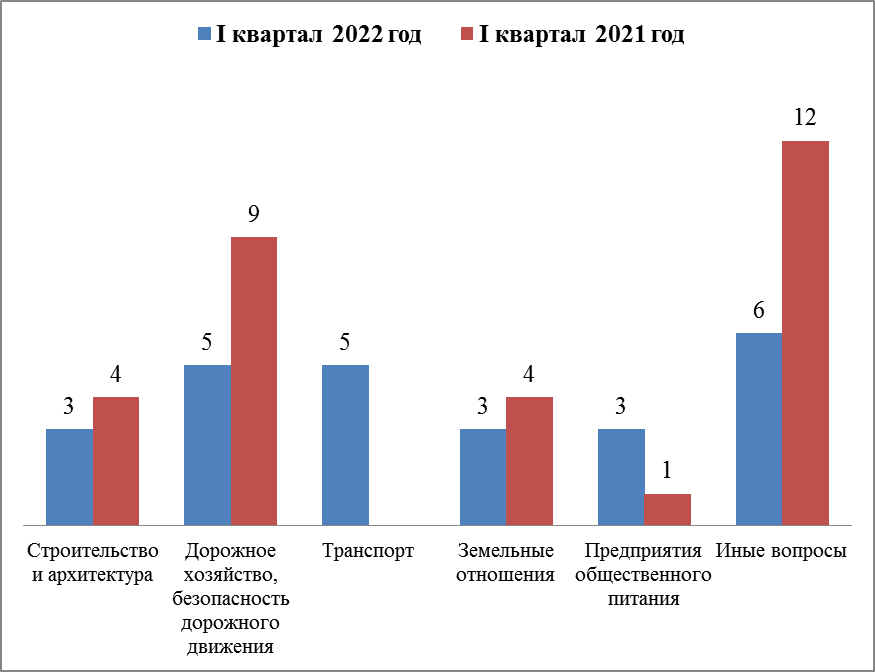 I квартал 2022 год
I квартал 2021 год
12
9
6
5
5
4
4
3
3
3
1
Строительство
и архитектура
Дорожное
хозяйство,
безопасность
дорожного
движения
Транспорт
Земельные
отношения
Предприятия
общественного
питания
Иные вопросы